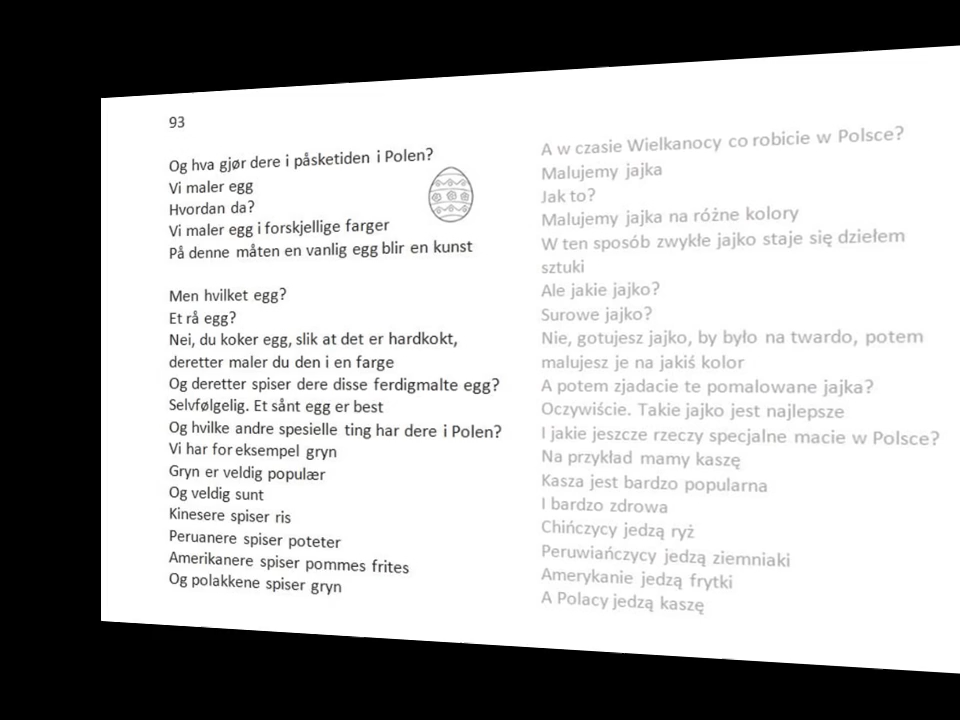 93
Og hva gjør dere i påsketiden i Polen?
Vi maler egg
Hvordan da?
Vi maler egg i forskjellige farger
På denne måten en vanlig egg blir en kunst
Men hvilket egg?
Et rå egg?
Nei, du koker egg, slik at det er hardkokt,
deretter maler du den i en farge
Og deretter spiser dere disse ferdigmalte egg?
Selvfølgelig. Et sånt egg er best
Og hvilke andre spesielle ting har dere i Polen?
Vi har for eksempel gryn
Gryn er veldig populær
Og veldig sunt
Kinesere spiser ris
Peruanere spiser poteter
Amerikanere spiser pommes frites
Og polakkene spiser gryn
A w czasie Wielkanocy co robicie w Polsce?
Malujemy jajka
Jak to?
Malujemy jajka na różne kolory
W ten sposób zwykłe jajko staje się dziełem
sztuki
Ale jakie jajko?
Surowe jajko?
Nie, gotujesz jajko, by było na twardo, potem
malujesz je na jakiś kolor
A potem zjadacie te pomalowane jajka?
Oczywiście. Takie jajko jest najlepsze
I jakie jeszcze rzeczy specjalne macie w Polsce?
Na przykład mamy kaszę
Kasza jest bardzo popularna
I bardzo zdrowa
Chińczycy jedzą ryż
Peruwiańczycy jedzą ziemniaki
Amerykanie jedzą frytki
A Polacy jedzą kaszę